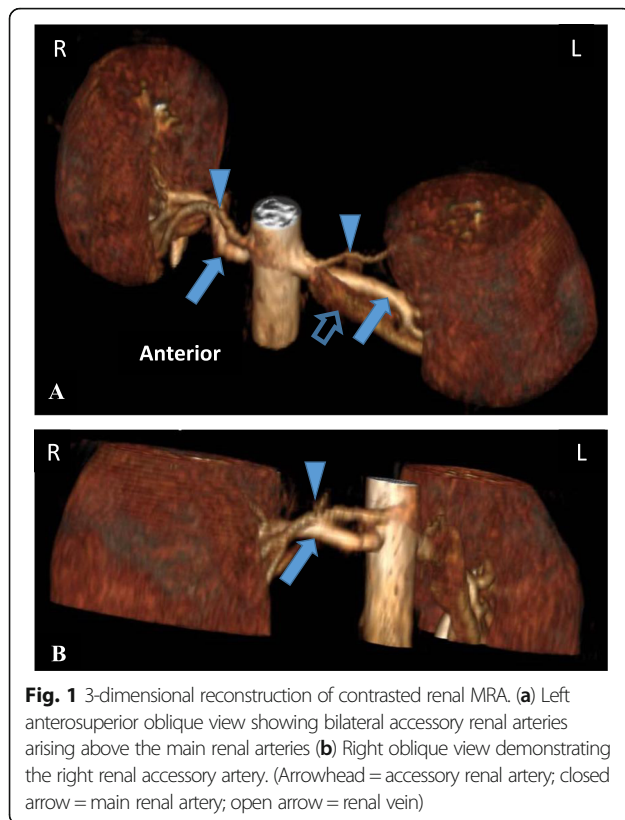 R L
Anterior
A
R L
B
Fig. 1 3-dimensional reconstruction of contrasted renal MRA. (a) Left
anterosuperior oblique view showing bilateral accessory renal arteries
arising above the main renal arteries (b) Right oblique view demonstrating
the right renal accessory artery. (Arrowhead = accessory renal artery; closed
arrow = main renal artery; open arrow = renal vein)